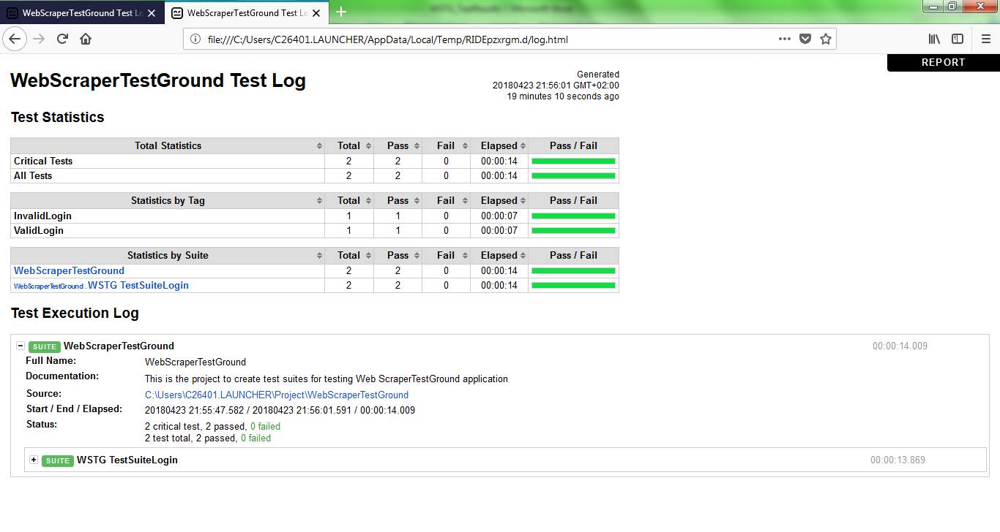 WebScraperTestGround Test Lo
WebScraperTestGround Test Lo
file:///C:/Users/C26401.LAUNCHER/AppData/Local/Temp/RIDEpzxrgm.d/log.html
REPORT
WebScraperTestGround Test Log
Generated
20180423 21:56:01 GMT+02:00
19 minutes 10 seconds ago
Test Statistics
Total Statistics Total Pass Fail Elapsed Pass / Fail
Critical Tests 2 2 0 00:00:14
All Tests 2 2 0 00:00:14
Statistics by Tag Total Pass Fail Elapsed Pass / Fail
InvalidLogin 1 1 0 00:00:07
ValidLogin 1 1 0 00:00:07
Statistics by Suite Total Pass Fail Elapsed Pass / Fail
WebScraperTestGround 2 2 0 00:00:14
WebScraperTestGround . WSTG TestSuiteLogin 2 2 0 00:00:14
Test Execution Log
SUITE WebScraperTestGround 00:00:14.009
Full Name: WebScraperTestGround
Documentation: This is the project to create test suites for testing Web ScraperTestGround application
Source: C:\Users\C26401.LAUNCHER\Project\WebScraperTestGround
Start / End / Elapsed: 20180423 21:55:47.582 / 20180423 21:56:01.591 / 00:00:14.009
Status: 2 critical test, 2 passed, 0 failed
2 test total, 2 passed, 0 failed
SUITE WSTG TestSuiteLogin 00:00:13.869